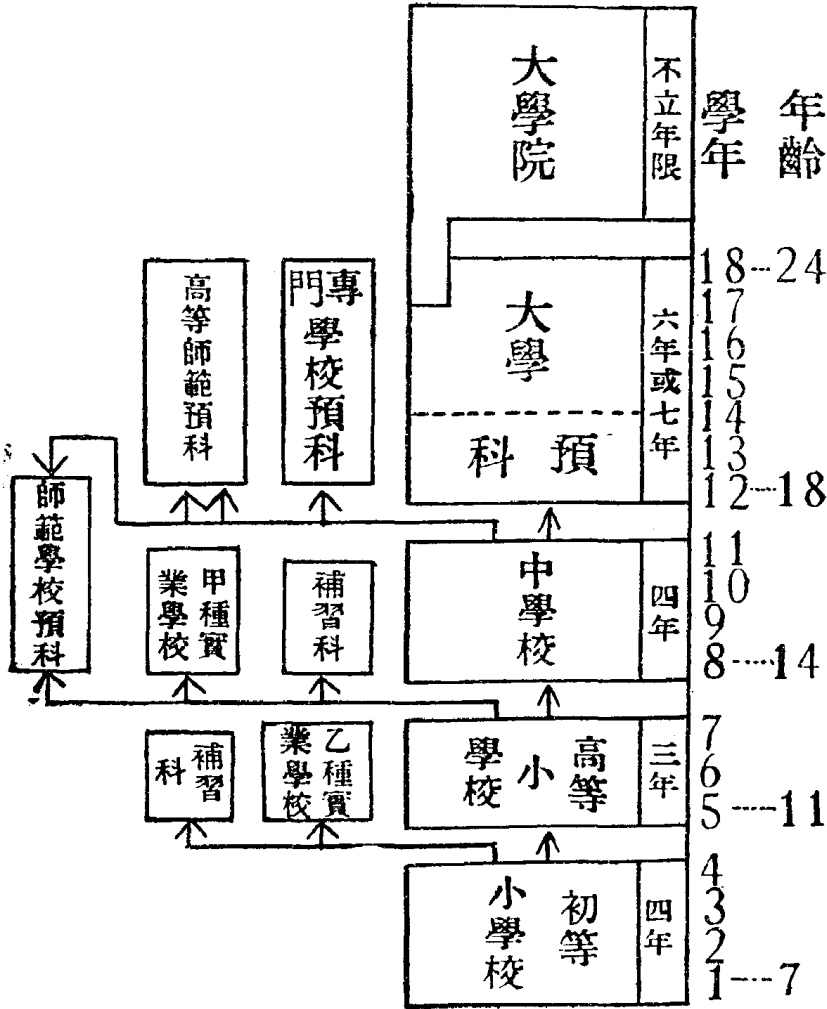 年齡
學年
不立年限
大學院
18----24
17
16
15
14
13
12----18
六年或七年
大學
預科
專門學校預科
高等師範預科
師範學校預科
11
10
9
8----14
四年
中學校
補習科
甲種實業學校
7
6
5----11
三年
高等小學校
乙種實業學校
補習科
4
3
2
1----7
四年
初等小學校